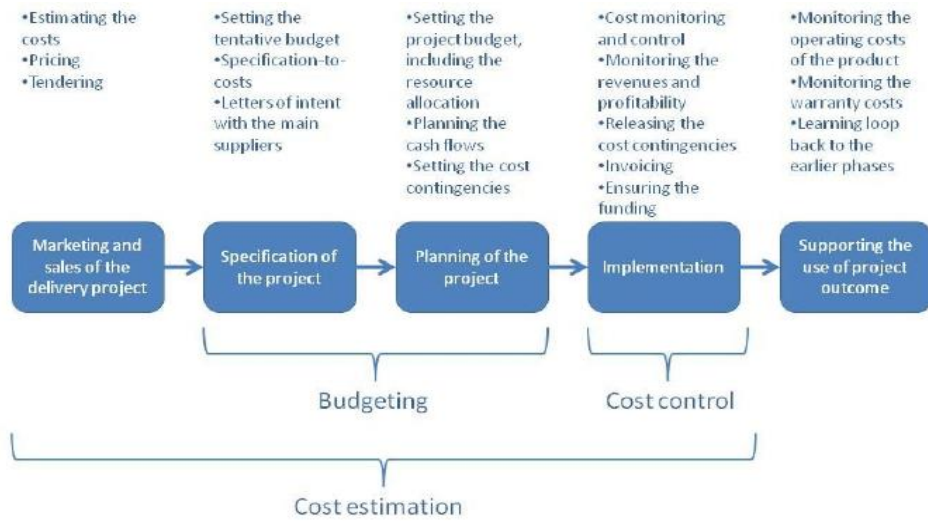 •Estimating the
costs
•Pricing
•Tendering
•Setting the
tentative budget
•Specification–to-
costs
•Letters of intent
with the main
suppliers
•Setting the
project budget,
including the
resource
allocation
•Planning the
cash flows
•Setting the cost
contingencies
•Cost monitoring
and control
•Monitoring the
revenues and
profitability
•Releasing the
cost contingencies
•Invoicing
•Ensuring the
funding
•Monitoring the
operating costs
of the product
•Monitoring the
warranty costs
•Learning loop
back to the
earlier phases
Marketing and
sales of the
delivery project
Specification of
the project
Planning of the
project
Implementation
Supporting the
use of project
outcome
Budgeting
Cost control
Cost estimation